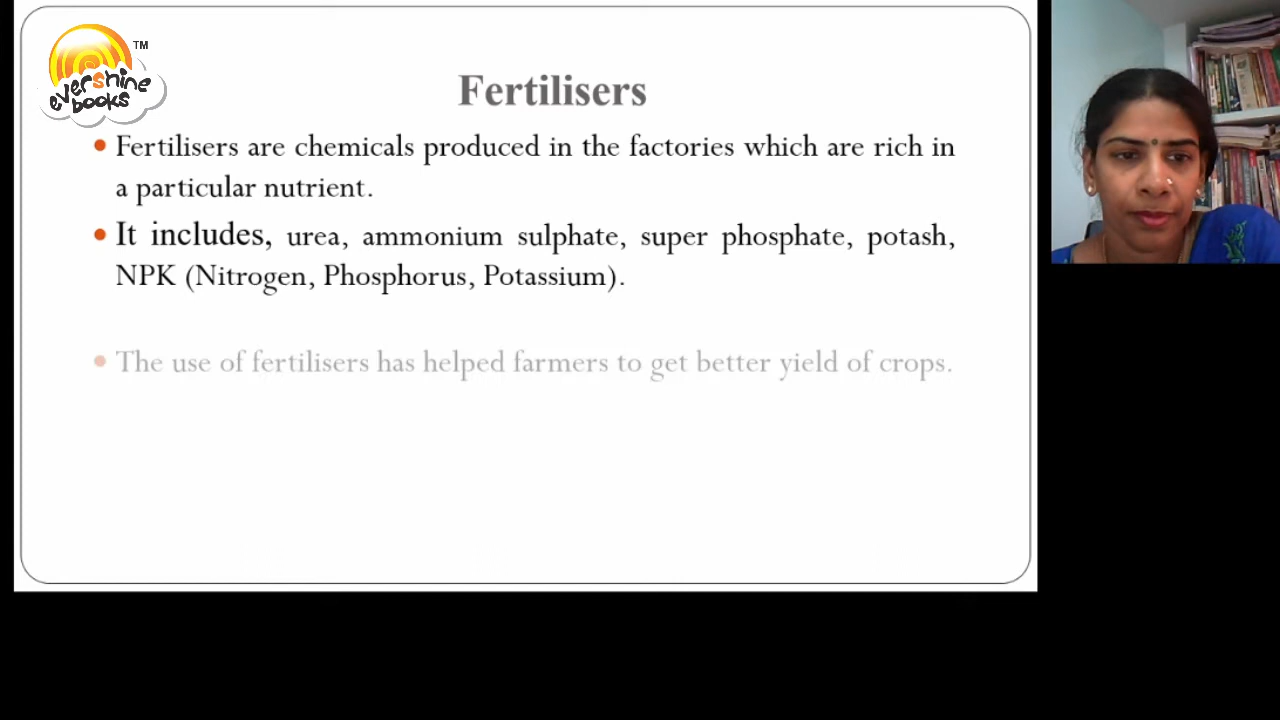 evershine
books
TM
Fertilisers
• Fertilisers are chemicals produced in the factories which are rich in
a particular nutrient.
• It includes, urea, ammonium sulphate, super phosphate, potash,
NPK (Nitrogen, Phosphorus, Potassium).
• The use of fertilisers has helped farmers to get better yield of crops.